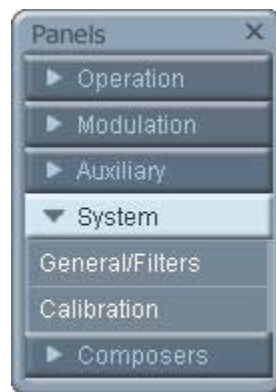 Panels
Operation
Modulation
Auxiliary
System
General/Filters
Calibration
Composers